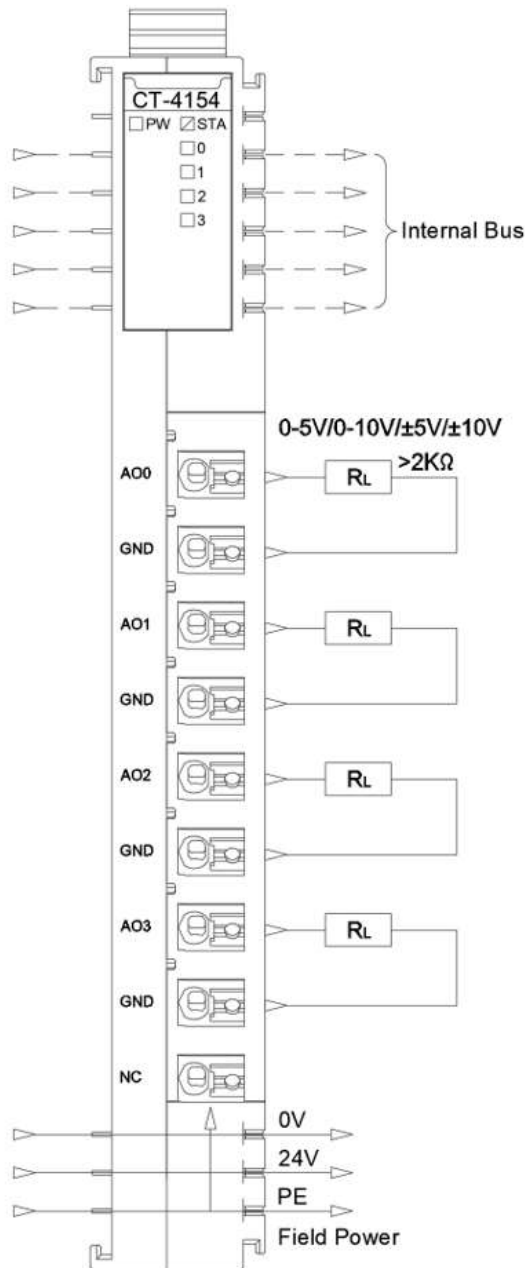 CT-4154
PW STA
0
1
2
3
Internal Bus
0-5V/0-10V/±5V/±10V
>2KΩ
AO0 RL
GND
AO1 RL
GND
AO2 RL
GND
AO3 RL
GND
NC
0V
24V
PE
Field Power